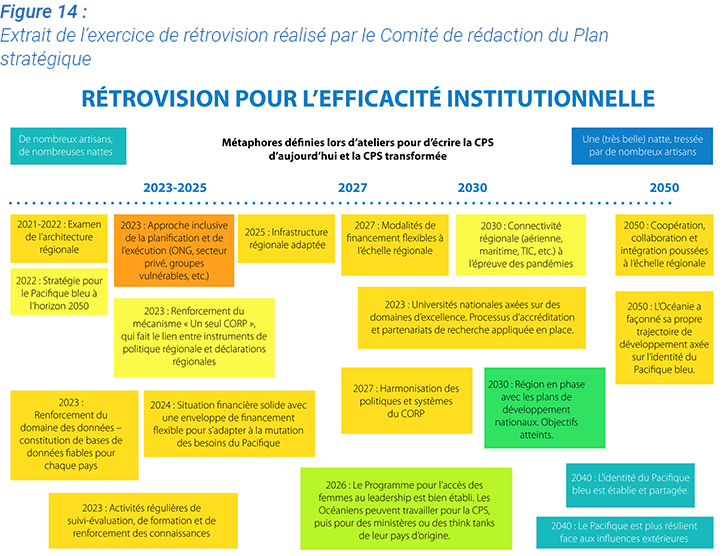 Figure 14 :
Extrait de l’exercice de rétrovision réalisé par le Comité de rédaction du Plan
stratégique
RÉTROVISION POUR L’EFFICACITÉ INSTITUTIONNELLE
De nombreux artisans,
de nombreuses nattes
Métaphores définies lors d’ateliers pour d’écrire la CPS
d’aujourd’hui et la CPS transformée
Une (très belle) natte, tressée
par de nombreux artisans
2023-2025
2027
2030
2050
2021-2022 : Examen
de l’architecture
régionale
2023 : Approche inclusive
de la planification et de
l’exécution (ONG, secteur
privé, groupes
vulnérables, etc.)
2025 : Infrastructure
régionale adaptée
2027 : Modalités de
financement flexibles à
l’échelle régionale
2030 : Connectivité
régionale (aérienne,
maritime, TIC, etc.) à
l’épreuve des pandémies
2050 : Coopération,
collaboration et
intégration poussées
à l’échelle régionale
2022 : Stratégie pour
le Pacifique bleu à
l’horizon 2050
2023 : Renforcement du
mécanisme « Un seul CORP »,
qui fait le lien entre instruments de
politique régionale et déclarations
régionales
2023 : Universités nationales axées sur des
domaines d’excellence. Processus d’accréditation
et partenariats de recherche appliquée en place.
2050 : L’Océanie a
façonné sa propre
trajectoire de
développement axée
sur l’identité du
Pacifique bleu.
2023 :
Renforcement du
domaine des données –
constitution de bases de
données fiables pour
chaque pays
2024 : Situation financière solide avec
une enveloppe de financement
flexible pour s’adapter à la mutation
des besoins du Pacifique
2027 : Harmonisation des
politiques et systèmes
du CORP
2030 : Région en phase
avec les plans de
développement
nationaux. Objectifs
atteints.
2023 : Activités régulières de
suivi-évaluation, de formation et de
renforcement des connaissances
2026 : Le Programme pour l’accès des
femmes au leadership est bien établi. Les
Océaniens peuvent travailler pour la CPS,
puis pour des ministères ou des think tanks
de leur pays d’origine.
2040 : L’identité du Pacifique
bleu est établie et partagée.
2040 : Le Pacifique est plus résilient
face aux influences extérieures